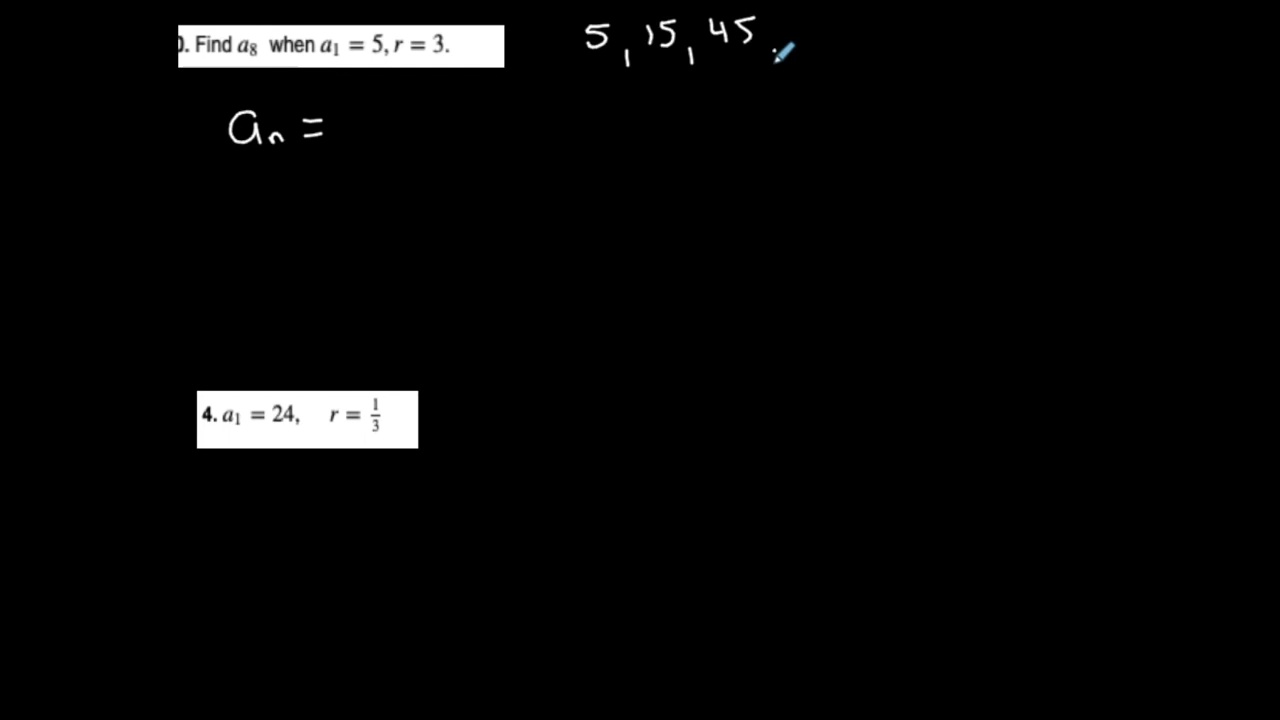 ). Find a₈ when a₁ = 5, r = 3.
5, 15, 45,
aₙ =
4. a₁ = 24, r = 1/3